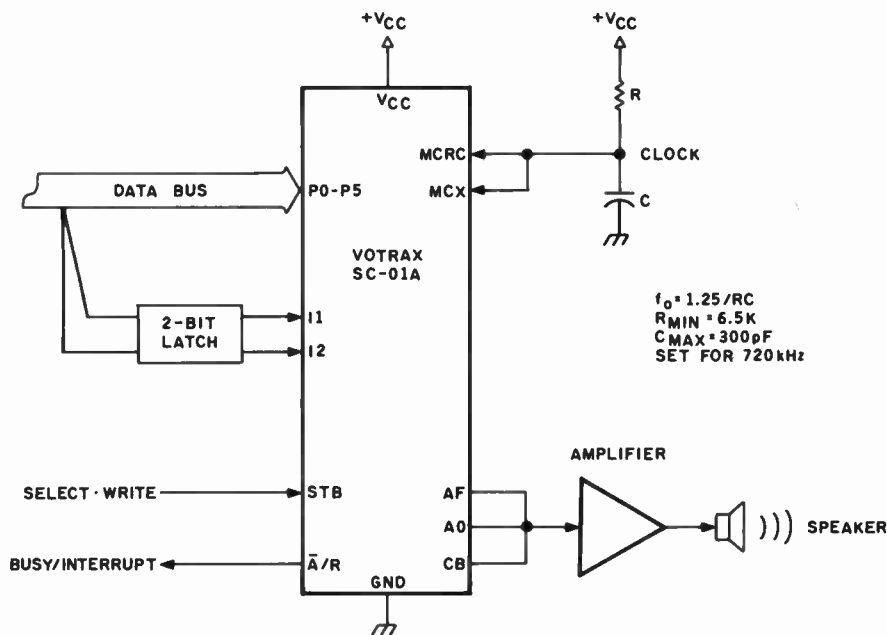 +VCC
+VCC
VCC
R
MCRC
CLOCK
DATA BUS
P0-P5
MCX
C
VOTRAX
SC-01A
2-BIT
LATCH
I1
I2
fo=1.25/RC
RMIN=6.5K
CMAX=300pF
SET FOR 720kHz
AMPLIFIER
SELECT·WRITE
STB
AF
AO
SPEAKER
BUSY/INTERRUPT
A̅/R
CB
GND